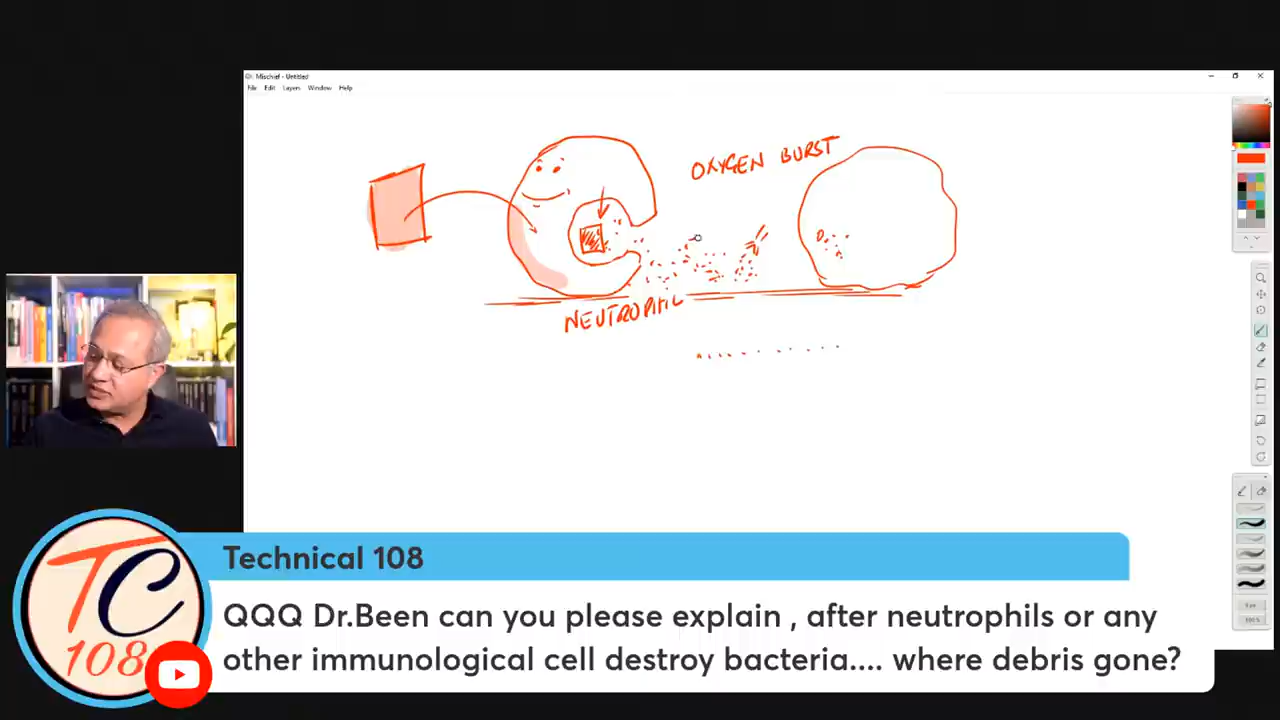 Mischief - Untitled
File Edit Layers Window Help
OXYGEN BURST
NEUTROPHIL
TC
108
Technical 108
QQQ Dr.Been can you please explain , after neutrophils or any
other immunological cell destroy bacteria.... where debris gone?